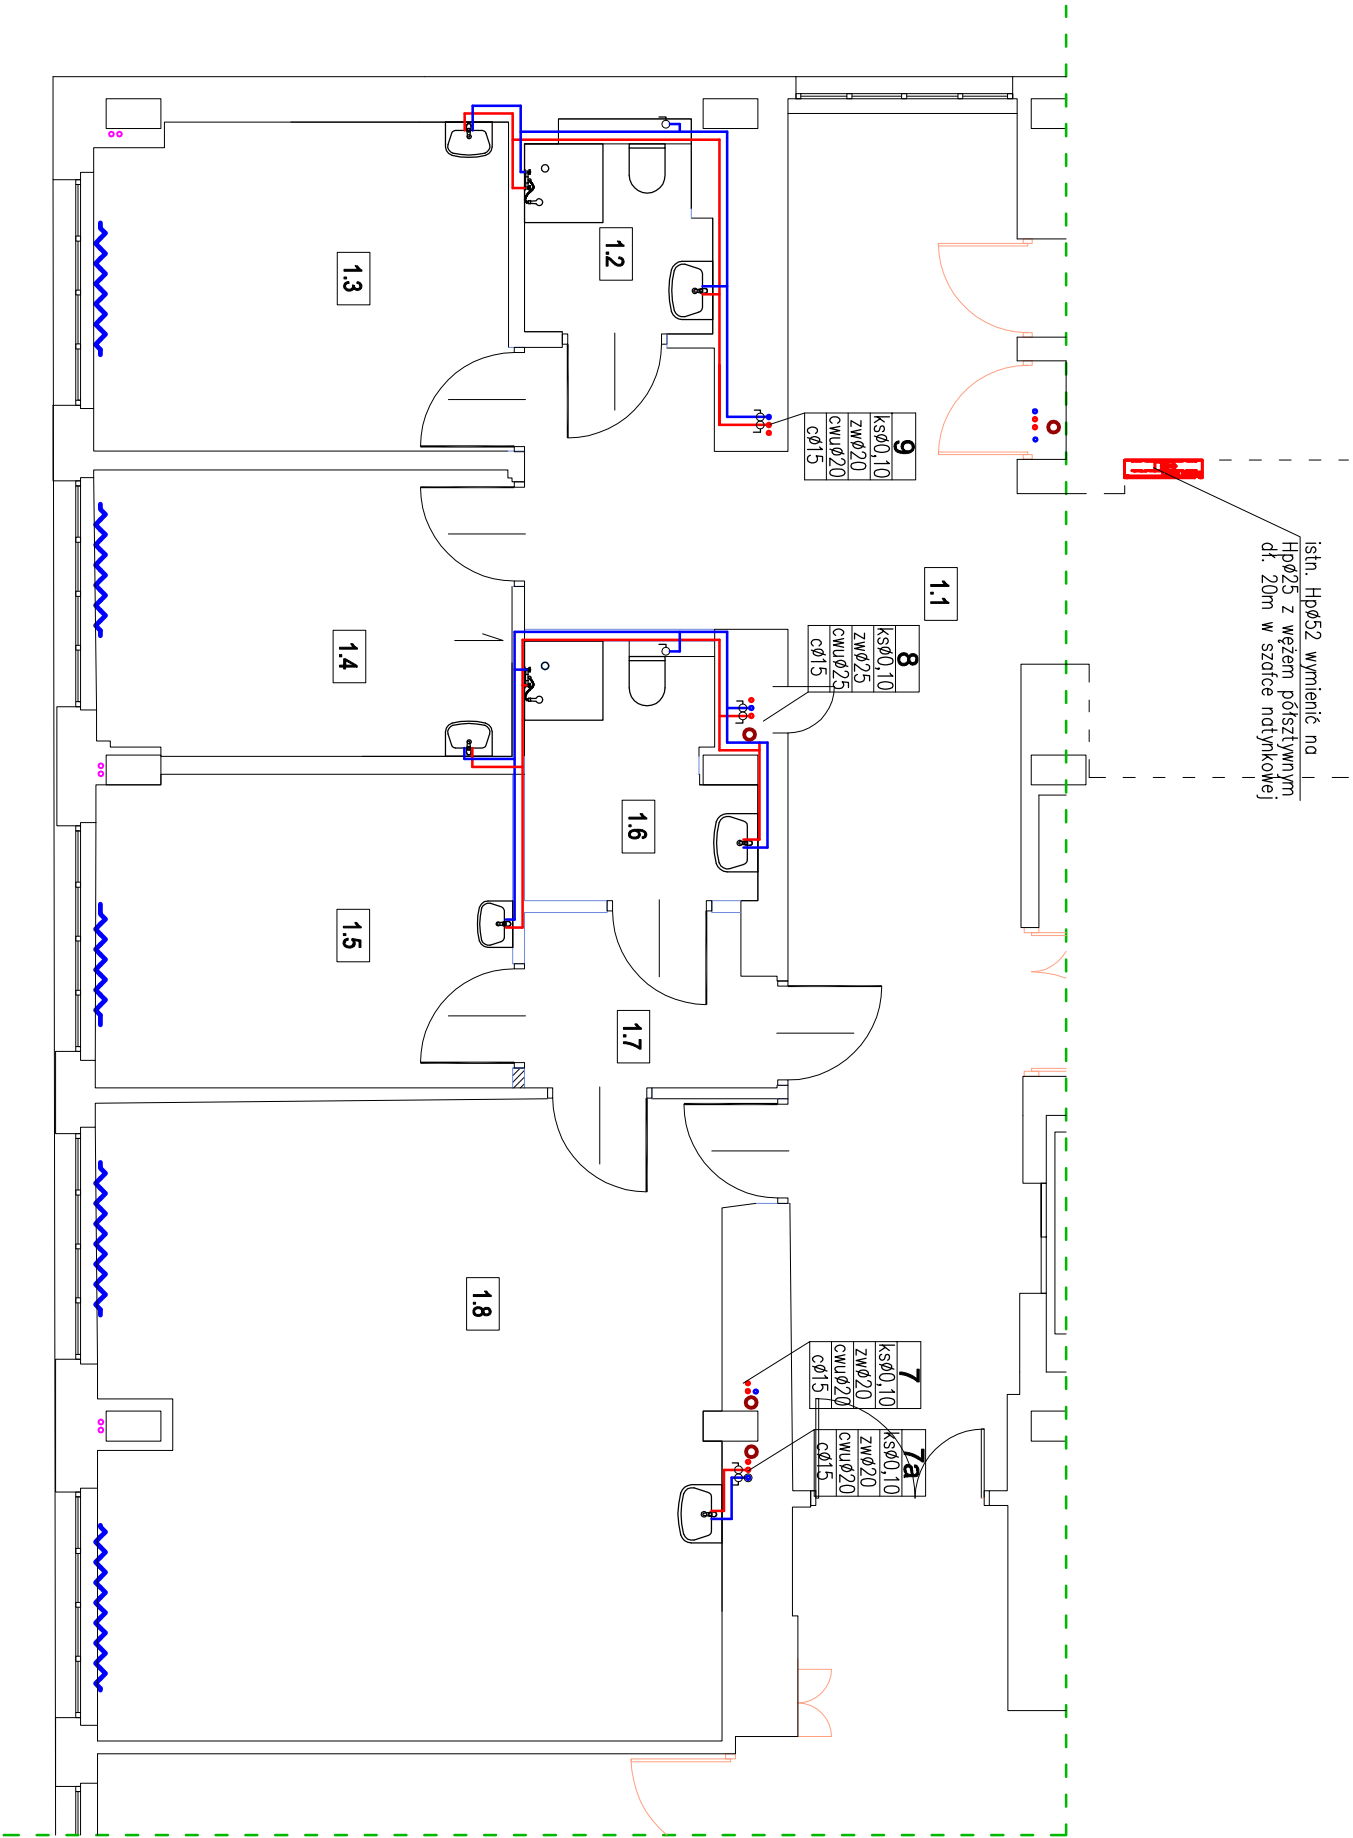 istn. Hpø52 wymienić na
Hpø25 z wężem półsztywnym
dł. 20m w szafce natynkowej
9
ksø0,10
zwø20
cwuø20
cø15
1.1
8
ksø0,10
zwø25
cwuø25
cø15
7
ksø0,10
zwø20
cwuø20
cø15
7a
ksø0,10
zwø20
cwuø20
cø15
1.2
1.6
1.7
1.8
1.3
1.4
1.5